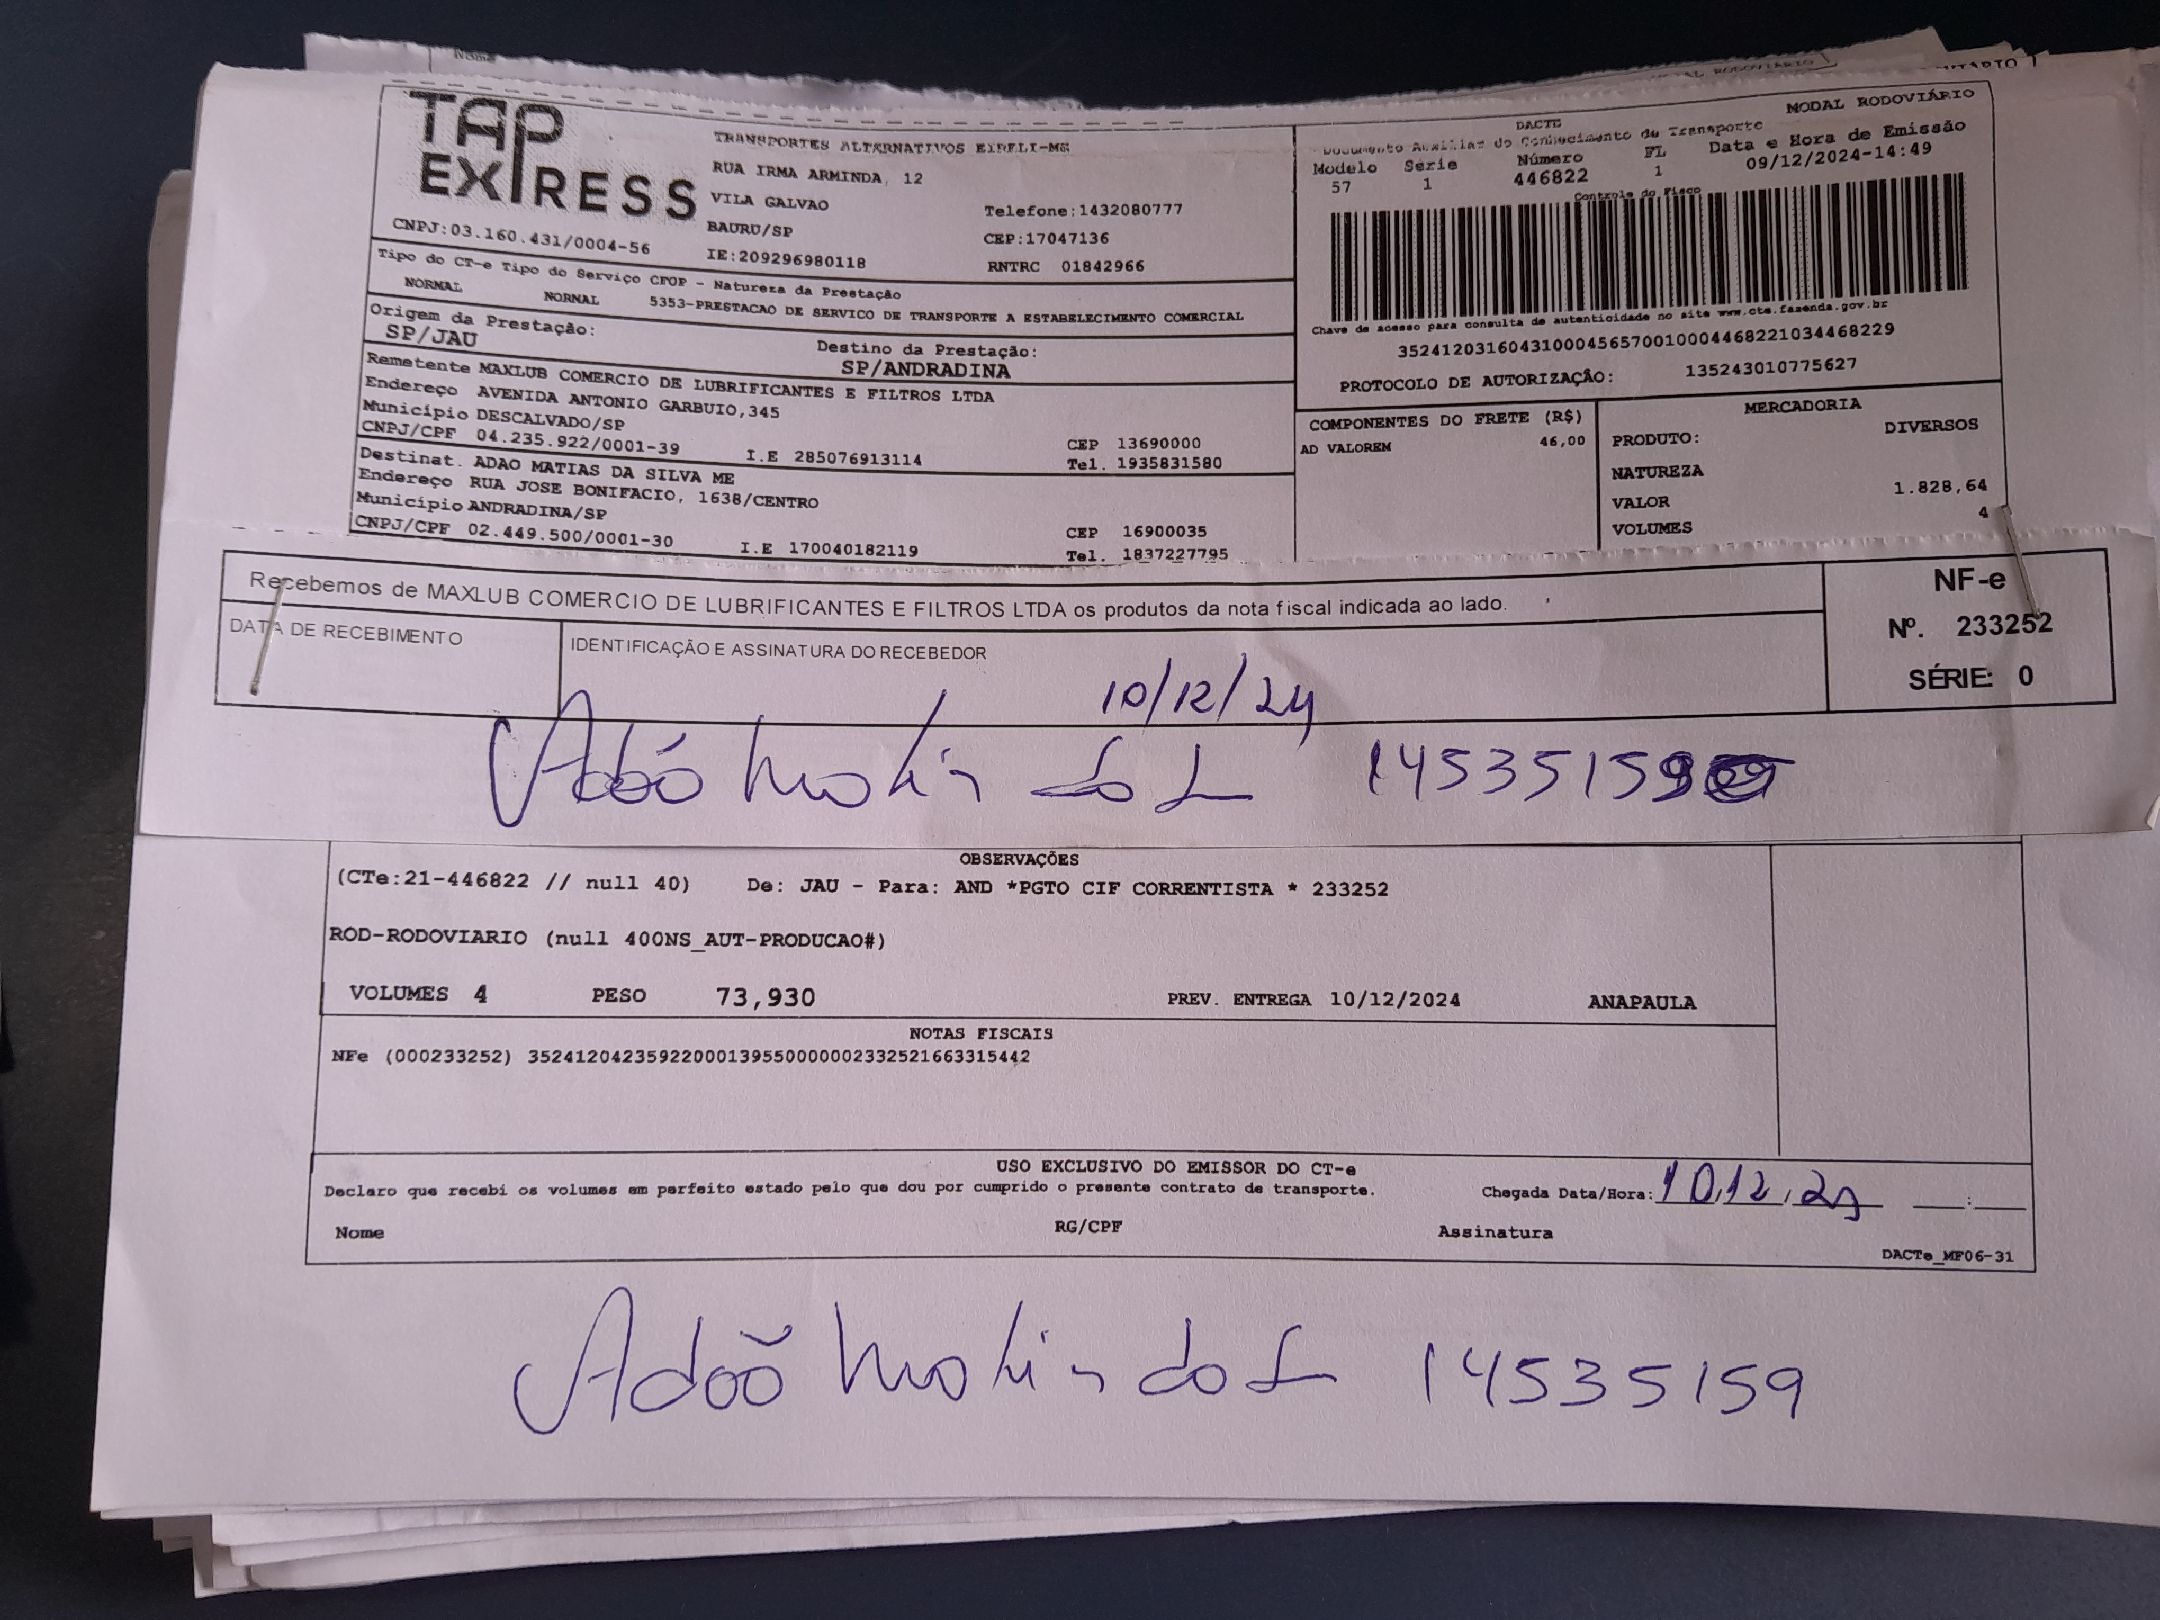 Nome
TAP EXPRESS
TRANSPORTES ALTERNATIVOS EIRELI-ME
RUA IRMA ARMINDA, 12
VILA GALVAO
BAURU/SP
Telefone:1432080777
CEP:17047136
CNPJ:03.160.431/0004-56
IE:209296980118
RNTRC 01842966
Tipo do CT-e Tipo do Serviço CFOP - Natureza da Prestação
NORMAL NORMAL 5353-PRESTACAO DE SERVICO DE TRANSPORTE A ESTABELECIMENTO COMERCIAL
Origem da Prestação:
SP/JAU
Destino da Prestação:
SP/ANDRADINA
Remetente MAXLUB COMERCIO DE LUBRIFICANTES E FILTROS LTDA
Endereço AVENIDA ANTONIO GARBUIO,345
Município DESCALVADO/SP
CEP 13690000
CNPJ/CPF 04.235.922/0001-39 I.E 285076913114 Tel. 1935831580
Destinat. ADAO MATIAS DA SILVA ME
Endereço RUA JOSE BONIFACIO, 1638/CENTRO
Município ANDRADINA/SP
CEP 16900035
CNPJ/CPF 02.449.500/0001-30 I.E 170040182119 Tel. 1837227795
MODAL RODOVIÁRIO
DACTE
Documento Auxiliar do Conhecimento de Transporte
Modelo Serie Número FL Data e Hora de Emissão
57 1 446822 1 09/12/2024-14:49
Controle do Fisco
Chave de acesso para consulta de autenticidade no site www.cte.fazenda.gov.br
35241203160431000456570010004468221034468229
PROTOCOLO DE AUTORIZAÇÃO: 135243010775627
COMPONENTES DO FRETE (R$)
AD VALOREM 46,00
MERCADORIA
PRODUTO: DIVERSOS
NATUREZA
VALOR 1.828,64
VOLUMES 4
Recebemos de MAXLUB COMERCIO DE LUBRIFICANTES E FILTROS LTDA os produtos da nota fiscal indicada ao lado.
DATA DE RECEBIMENTO
IDENTIFICAÇÃO E ASSINATURA DO RECEBEDOR
NF-e
Nº. 233252
SÉRIE: 0
10/12/24
Adão 14535159
OBSERVAÇÕES
(CTe:21-446822 // null 40) De: JAU - Para: AND *PGTO CIF CORRENTISTA * 233252
ROD-RODOVIARIO (null 400NS_AUT-PRODUCAO#)
VOLUMES 4 PESO 73,930 PREV. ENTREGA 10/12/2024 ANAPAULA
NOTAS FISCAIS
NFe (000233252) 35241204235922000139550000002332521663315442
USO EXCLUSIVO DO EMISSOR DO CT-e
Declaro que recebi os volumes em perfeito estado pelo que dou por cumprido o presente contrato de transporte.
Chegada Data/Hora: 10,12,24
Nome RG/CPF Assinatura
DACTe_MF06-31
Adão 14535159